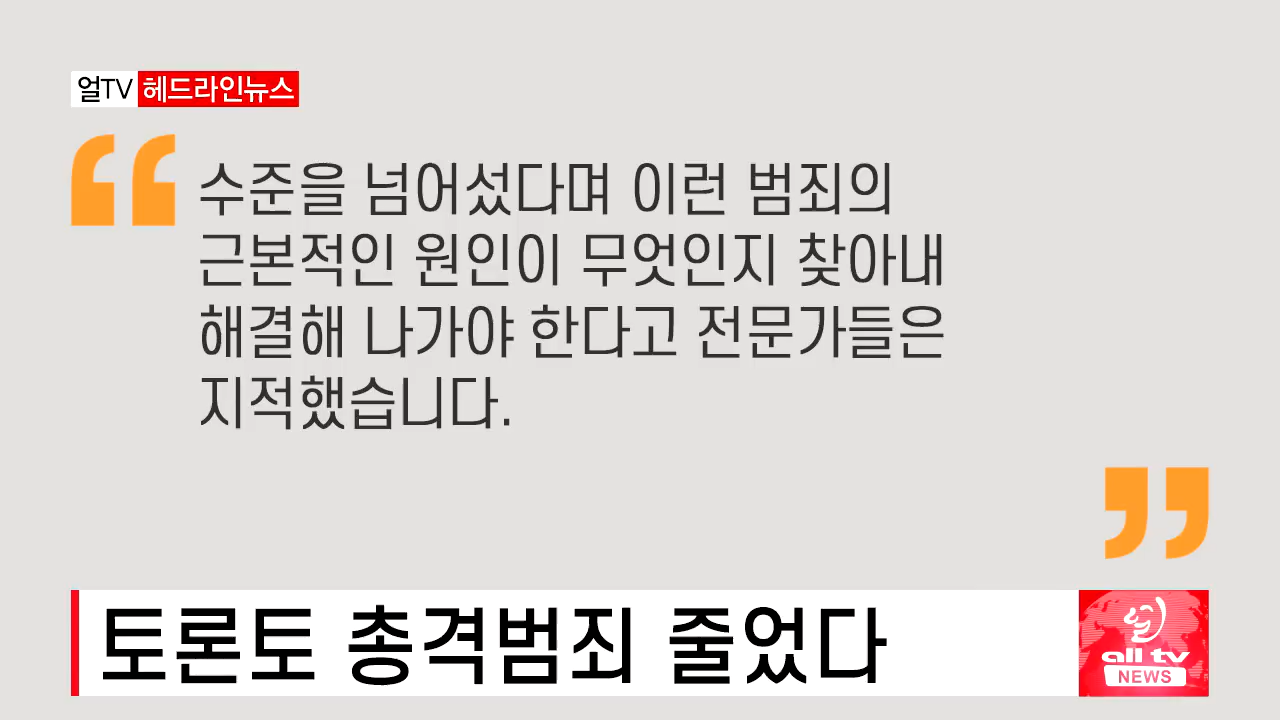 얼TV 헤드라인뉴스
수준을 넘어섰다며 이런 범죄의
근본적인 원인이 무엇인지 찾아내
해결해 나가야 한다고 전문가들은
지적했습니다.
토론토 총격범죄 줄었다
얼
all tv
NEWS